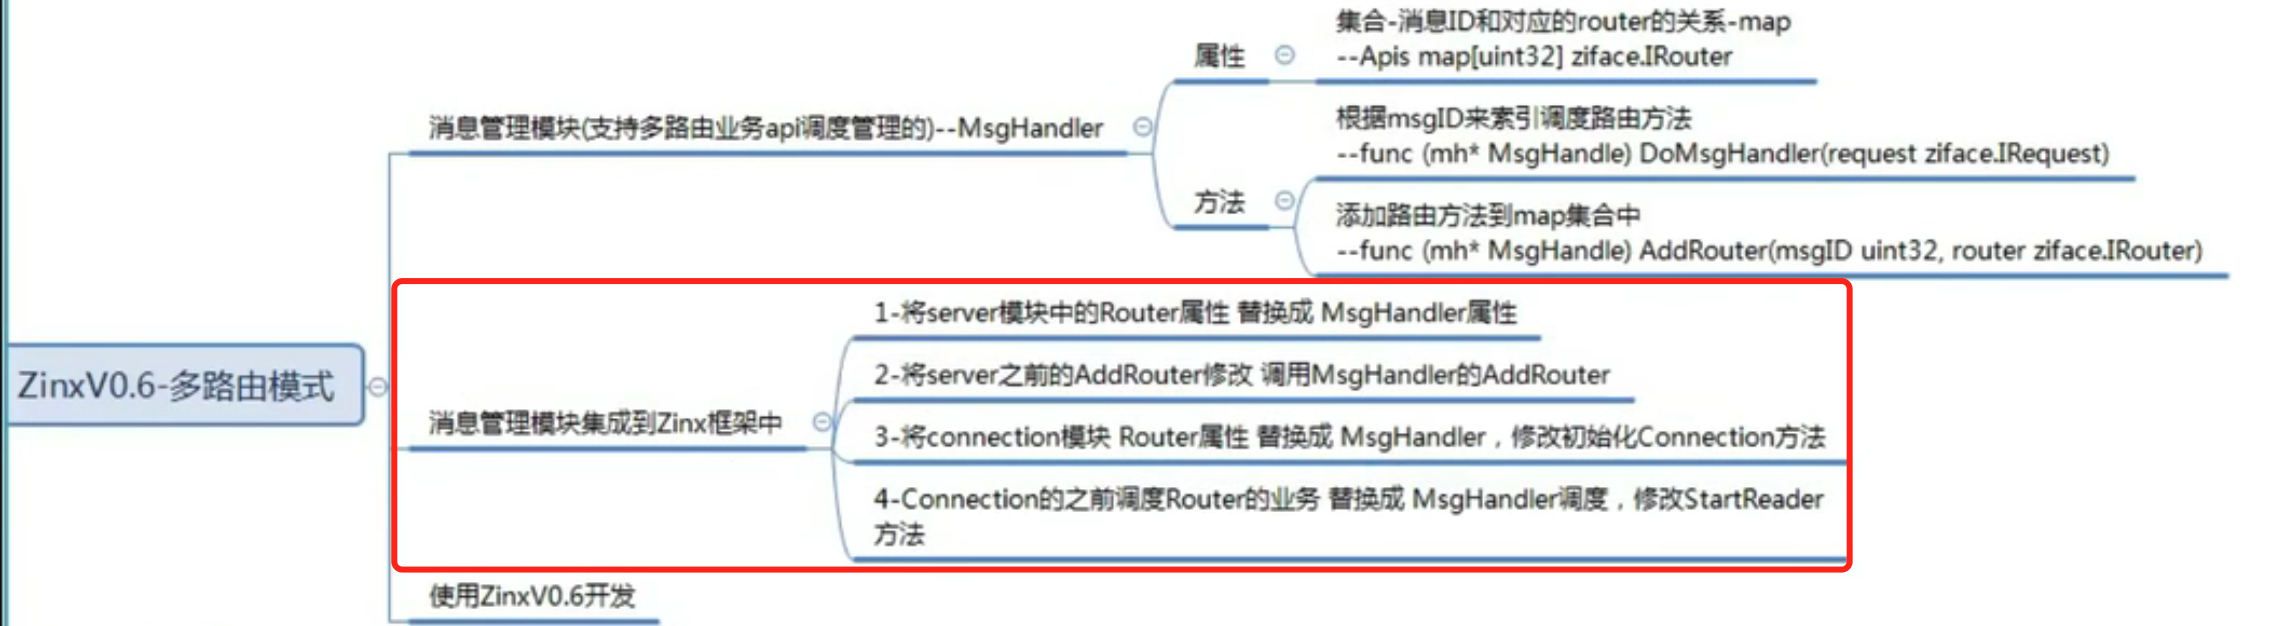 集合-消息ID和对应的router的关系-map
--Apis map[uint32] ziface.IRouter
属性
消息管理模块(支持多路由业务api调度管理的)--MsgHandler
根据msgID来索引调度路由方法
--func (mh* MsgHandle) DoMsgHandler(request ziface.IRequest)
方法
添加路由方法到map集合中
--func (mh* MsgHandle) AddRouter(msgID uint32, router ziface.IRouter)
ZinxV0.6-多路由模式
消息管理模块集成到Zinx框架中
1-将server模块中的Router属性 替换成 MsgHandler属性
2-将server之前的AddRouter修改 调用MsgHandler的AddRouter
3-将connection模块 Router属性 替换成 MsgHandler，修改初始化Connection方法
4-Connection的之前调度Router的业务 替换成 MsgHandler调度，修改StartReader
方法
使用ZinxV0.6开发